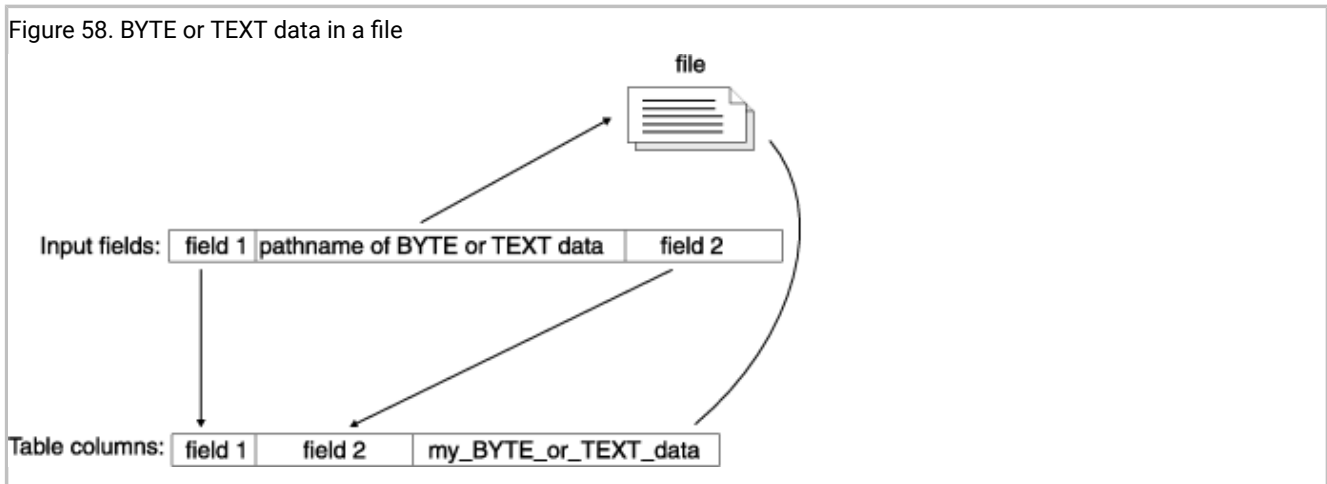 Figure 58. BYTE or TEXT data in a file
file
Input fields: field 1 pathname of BYTE or TEXT data field 2
Table columns: field 1 field 2 my_BYTE_or_TEXT_data